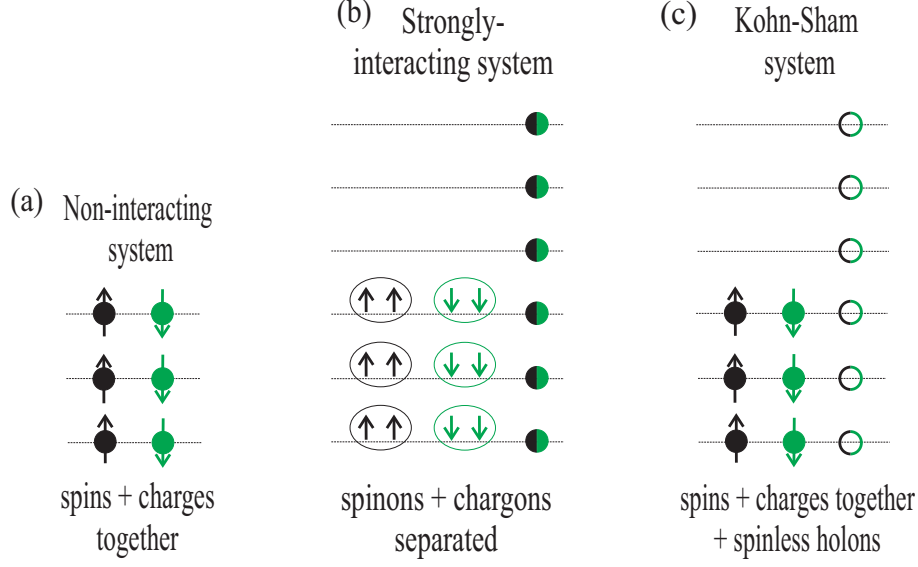 (a)
Non-interacting
system
spins + charges
together
(b)
Strongly-
interacting system
spinons + chargons
separated
(c)
Kohn-Sham
system
spins + charges together
+ spinless holons